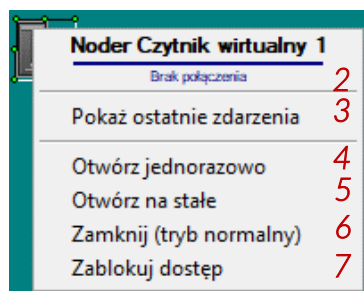 Noder Czytnik wirtualny 1
Brak połączenia 2
Pokaż ostatnie zdarzenia 3
Otwórz jednorazowo 4
Otwórz na stałe 5
Zamknij (tryb normalny) 6
Zablokuj dostęp 7